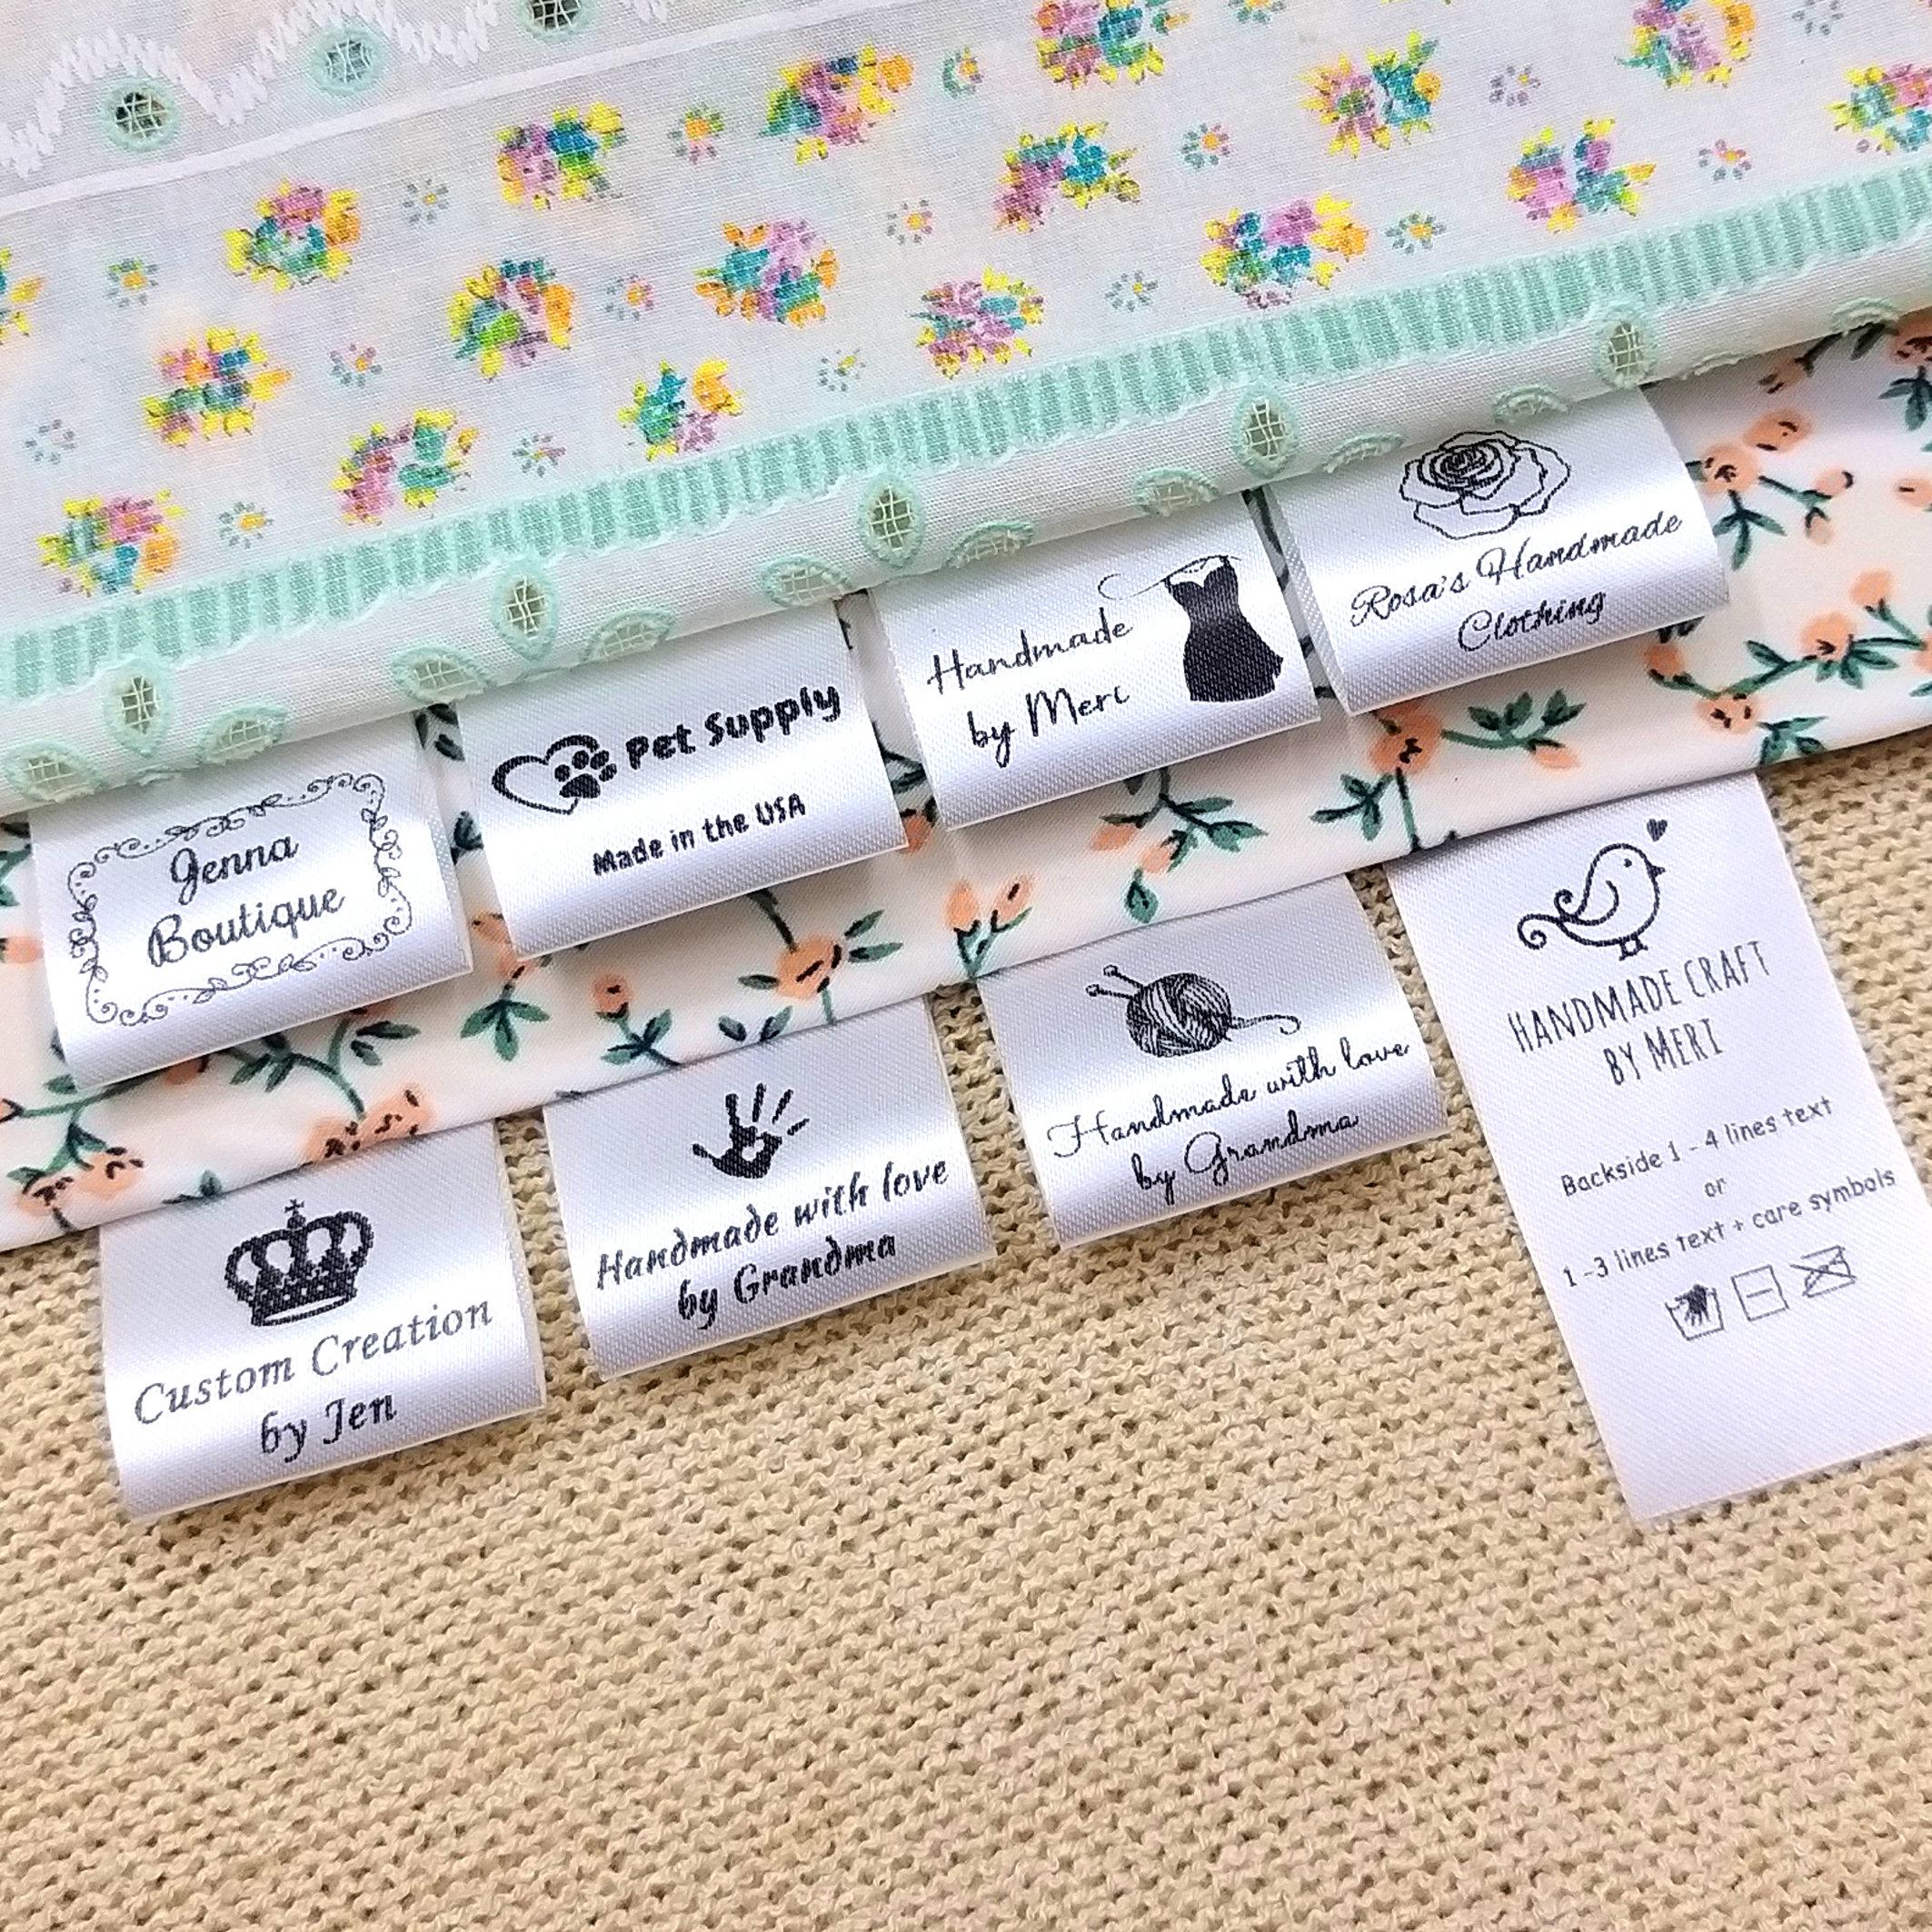 Jenna
Boutique
Pet Supply
Made in the USA
Handmade
by Meri
Rosa's Handmade
Clothing
Custom Creation
by Jen
Handmade with love
by Grandma
Handmade with love
by Grandma
HANDMADE CRAFT
BY MERI
Backside 1 - 4 lines text
or
1 -3 lines text + care symbols